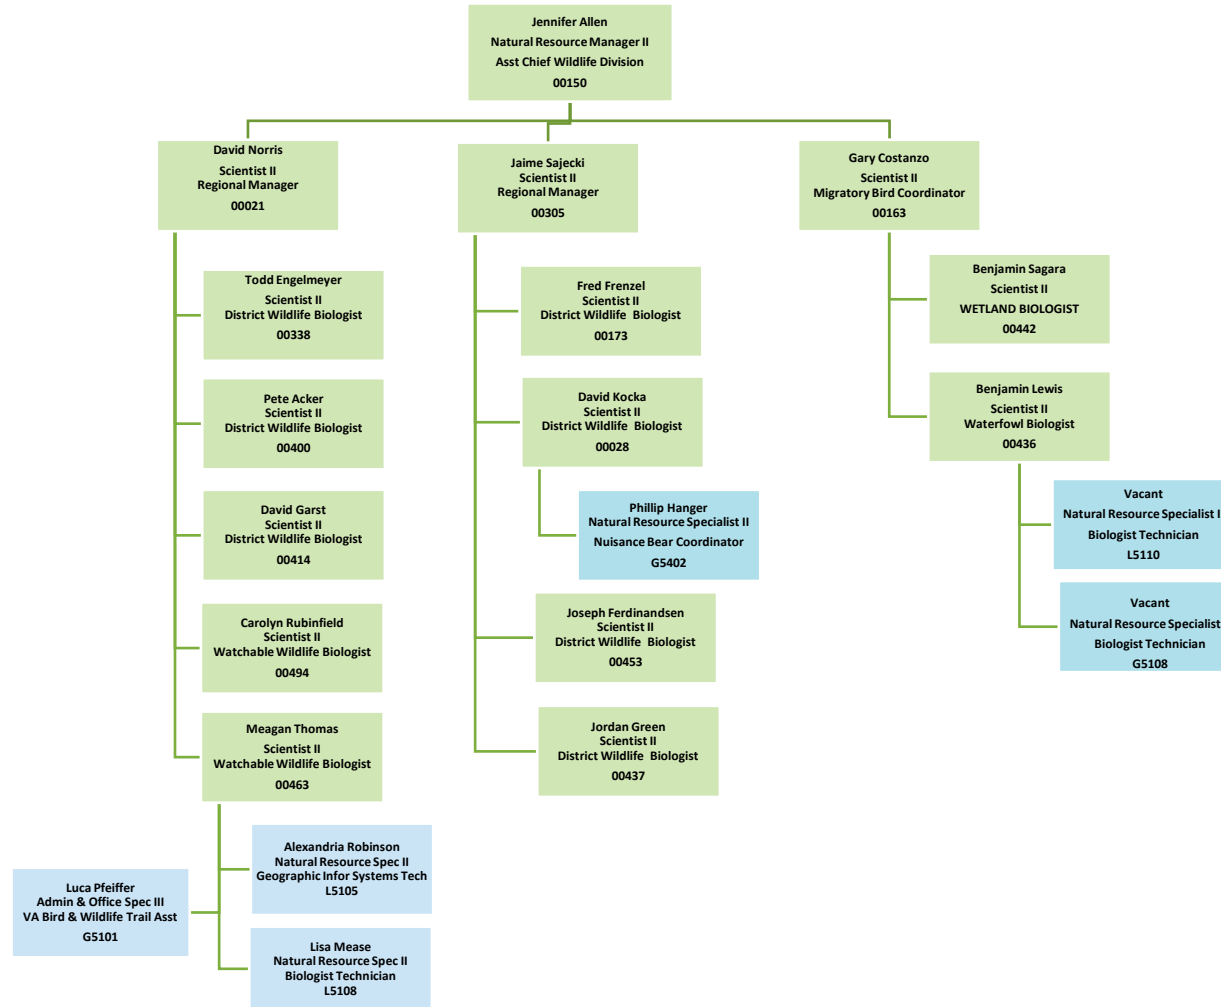 Jennifer Allen
Natural Resource Manager II
Asst Chief Wildlife Division
00150
David Norris
Scientist II
Regional Manager
00021
Jaime Sajecki
Scientist II
Regional Manager
00305
Gary Costanzo
Scientist II
Migratory Bird Coordinator
00163
Todd Engelmeyer
Scientist II
District Wildlife Biologist
00338
Pete Acker
Scientist II
District Wildlife Biologist
00400
David Garst
Scientist II
District Wildlife Biologist
00414
Carolyn Rubinfield
Scientist II
Watchable Wildlife Biologist
00494
Meagan Thomas
Scientist II
Watchable Wildlife Biologist
00463
Luca Pfeiffer
Admin & Office Spec III
VA Bird & Wildlife Trail Asst
G5101
Alexandria Robinson
Natural Resource Spec II
Geographic Infor Systems Tech
L5105
Lisa Mease
Natural Resource Spec II
Biologist Technician
L5108
Fred Frenzel
Scientist II
District Wildlife Biologist
00173
David Kocka
Scientist II
District Wildlife Biologist
00028
Phillip Hanger
Natural Resource Specialist II
Nuisance Bear Coordinator
G5402
Joseph Ferdinandsen
Scientist II
District Wildlife Biologist
00453
Jordan Green
Scientist II
District Wildlife Biologist
00437
Benjamin Sagara
Scientist II
WETLAND BIOLOGIST
00442
Benjamin Lewis
Scientist II
Waterfowl Biologist
00436
Vacant
Natural Resource Specialist I
Biologist Technician
L5110
Vacant
Natural Resource Specialist
Biologist Technician
G5108